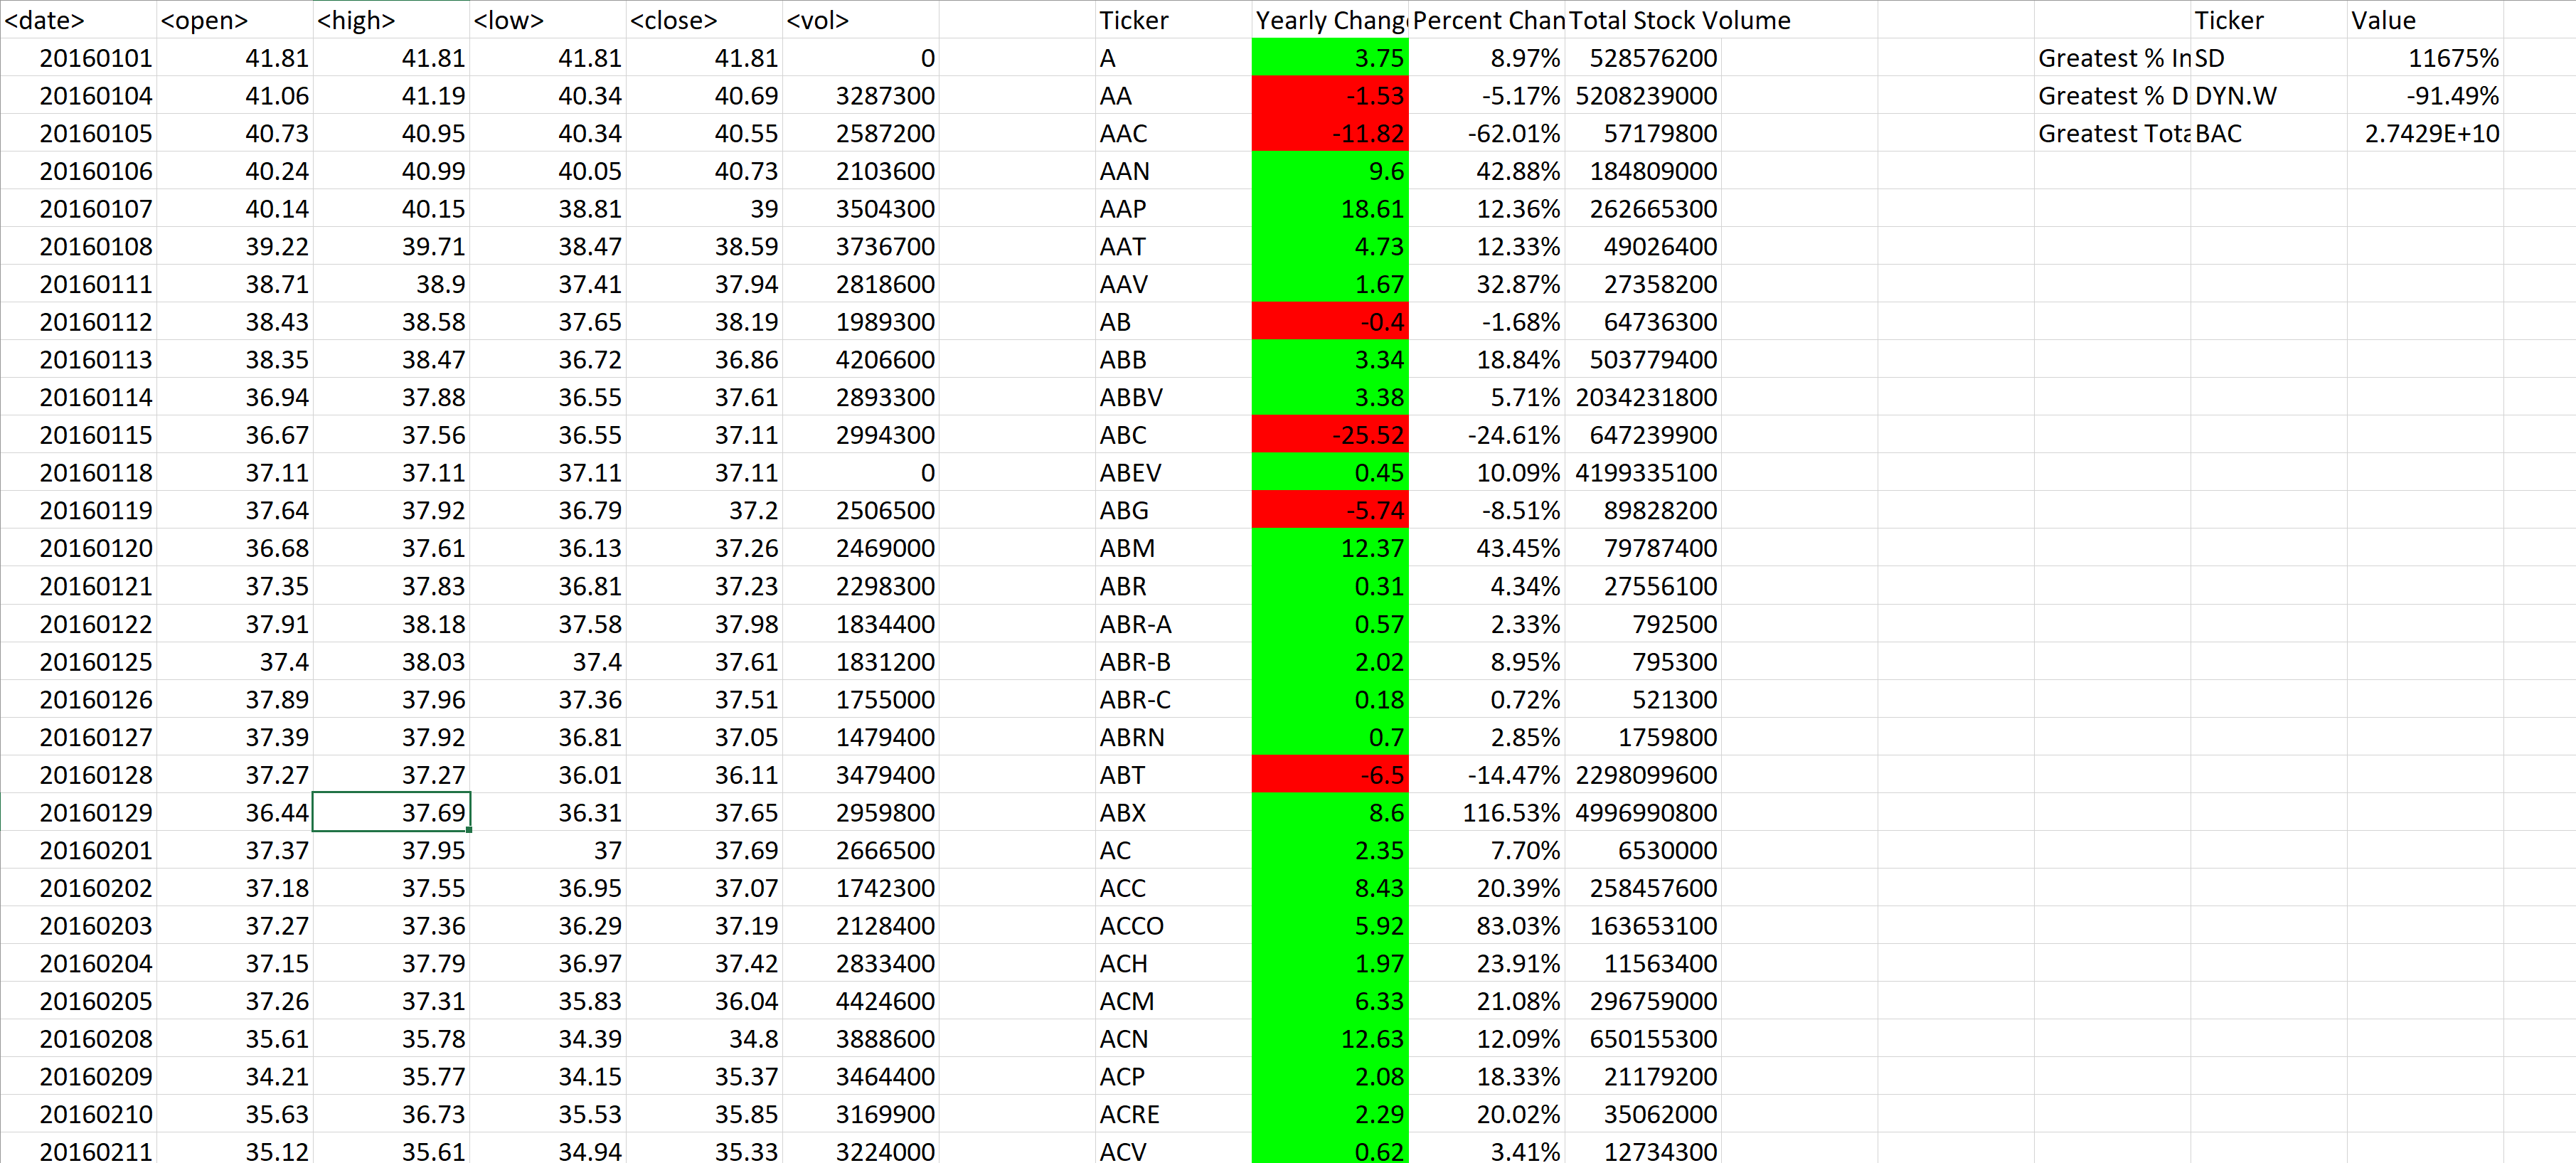 <date> <open> <high> <low> <close> <vol> Ticker Yearly Chang Percent Chan Total Stock Volume Ticker Value
20160101 41.81 41.81 41.81 41.81 0 A 3.75 8.97% 528576200 Greatest % In SD 11675%
20160104 41.06 41.19 40.34 40.69 3287300 AA -1.53 -5.17% 5208239000 Greatest % D DYN.W -91.49%
20160105 40.73 40.95 40.34 40.55 2587200 AAC -11.82 -62.01% 57179800 Greatest Tota BAC 2.7429E+10
20160106 40.24 40.99 40.05 40.73 2103600 AAN 9.6 42.88% 184809000
20160107 40.14 40.15 38.81 39 3504300 AAP 18.61 12.36% 262665300
20160108 39.22 39.71 38.47 38.59 3736700 AAT 4.73 12.33% 49026400
20160111 38.71 38.9 37.41 37.94 2818600 AAV 1.67 32.87% 27358200
20160112 38.43 38.58 37.65 38.19 1989300 AB -0.4 -1.68% 64736300
20160113 38.35 38.47 36.72 36.86 4206600 ABB 3.34 18.84% 503779400
20160114 36.94 37.88 36.55 37.61 2893300 ABBV 3.38 5.71% 2034231800
20160115 36.67 37.56 36.55 37.11 2994300 ABC -25.52 -24.61% 647239900
20160118 37.11 37.11 37.11 37.11 0 ABEV 0.45 10.09% 4199335100
20160119 37.64 37.92 36.79 37.2 2506500 ABG -5.74 -8.51% 89828200
20160120 36.68 37.61 36.13 37.26 2469000 ABM 12.37 43.45% 79787400
20160121 37.35 37.83 36.81 37.23 2298300 ABR 0.31 4.34% 27556100
20160122 37.91 38.18 37.58 37.98 1834400 ABR-A 0.57 2.33% 792500
20160125 37.4 38.03 37.4 37.61 1831200 ABR-B 2.02 8.95% 795300
20160126 37.89 37.96 37.36 37.51 1755000 ABR-C 0.18 0.72% 521300
20160127 37.39 37.92 36.81 37.05 1479400 ABRN 0.7 2.85% 1759800
20160128 37.27 37.27 36.01 36.11 3479400 ABT -6.5 -14.47% 2298099600
20160129 36.44 37.69 36.31 37.65 2959800 ABX 8.6 116.53% 4996990800
20160201 37.37 37.95 37 37.69 2666500 AC 2.35 7.70% 6530000
20160202 37.18 37.55 36.95 37.07 1742300 ACC 8.43 20.39% 258457600
20160203 37.27 37.36 36.29 37.19 2128400 ACCO 5.92 83.03% 163653100
20160204 37.15 37.79 36.97 37.42 2833400 ACH 1.97 23.91% 11563400
20160205 37.26 37.31 35.83 36.04 4424600 ACM 6.33 21.08% 296759000
20160208 35.61 35.78 34.39 34.8 3888600 ACN 12.63 12.09% 650155300
20160209 34.21 35.77 34.15 35.37 3464400 ACP 2.08 18.33% 21179200
20160210 35.63 36.73 35.53 35.85 3169900 ACRE 2.29 20.02% 35062000
20160211 35.12 35.61 34.94 35.33 3224000 ACV 0.62 3.41% 12734300